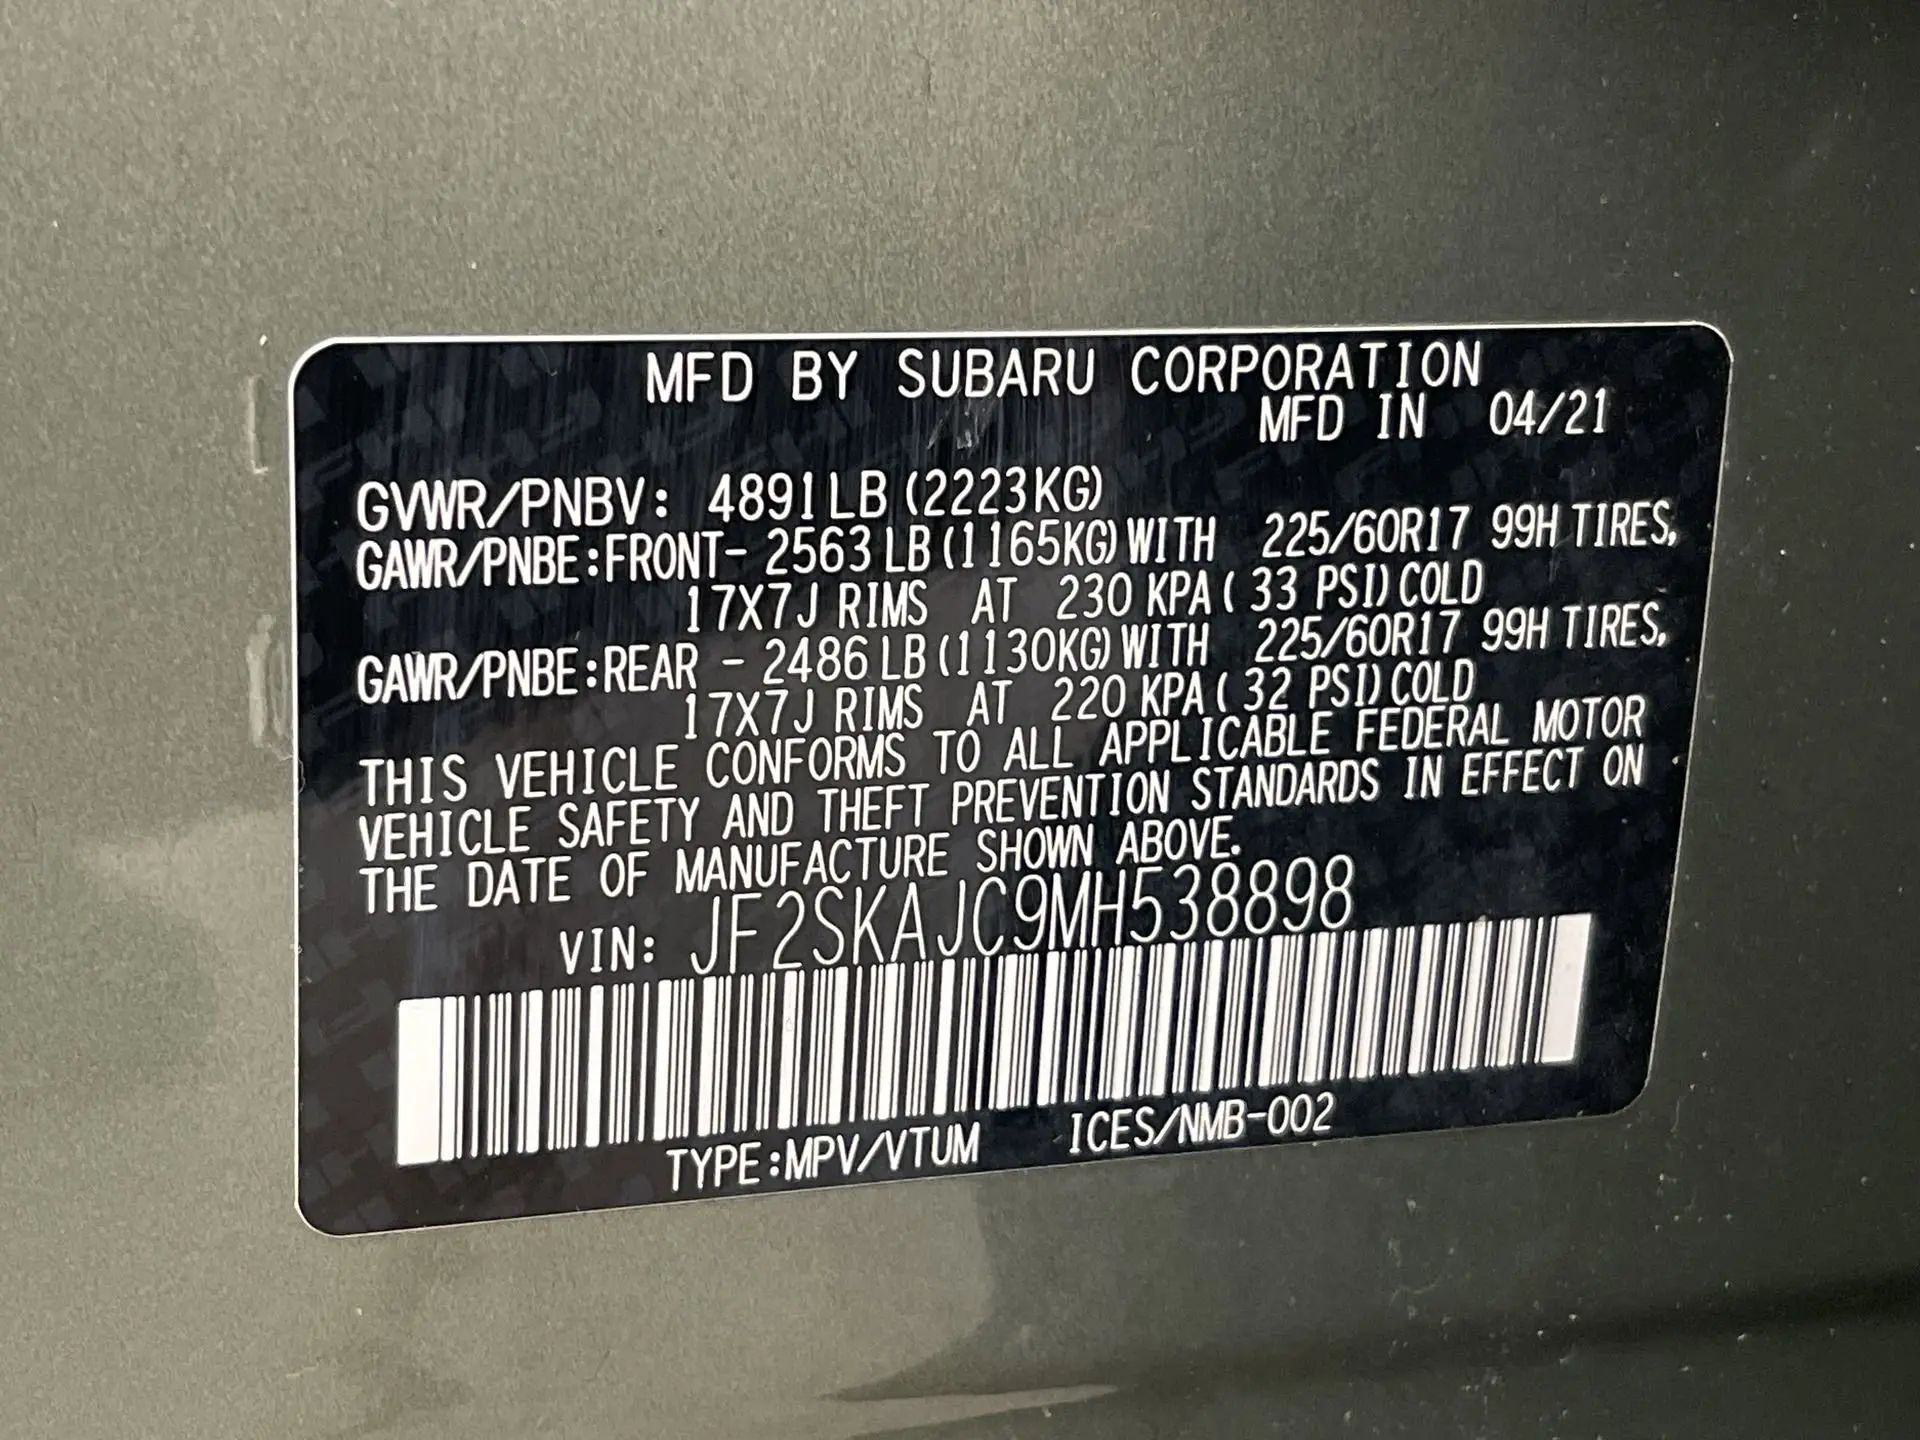 MFD BY SUBARU CORPORATION
MFD IN 04/21
GVWR/PNBV: 4891LB (2223KG)
GAWR/PNBE:FRONT- 2563 LB (1165KG) WITH 225/60R17 99H TIRES,
17X7J RIMS AT 230 KPA ( 33 PSI) COLD
GAWR/PNBE:REAR - 2486 LB (1130KG) WITH 225/60R17 99H TIRES,
17X7J RIMS AT 220 KPA ( 32 PSI) COLD
THIS VEHICLE CONFORMS TO ALL APPLICABLE FEDERAL MOTOR
VEHICLE SAFETY AND THEFT PREVENTION STANDARDS IN EFFECT ON
THE DATE OF MANUFACTURE SHOWN ABOVE.
VIN: JF2SKAJC9MH538898
TYPE:MPV/VTUM ICES/NMB-002